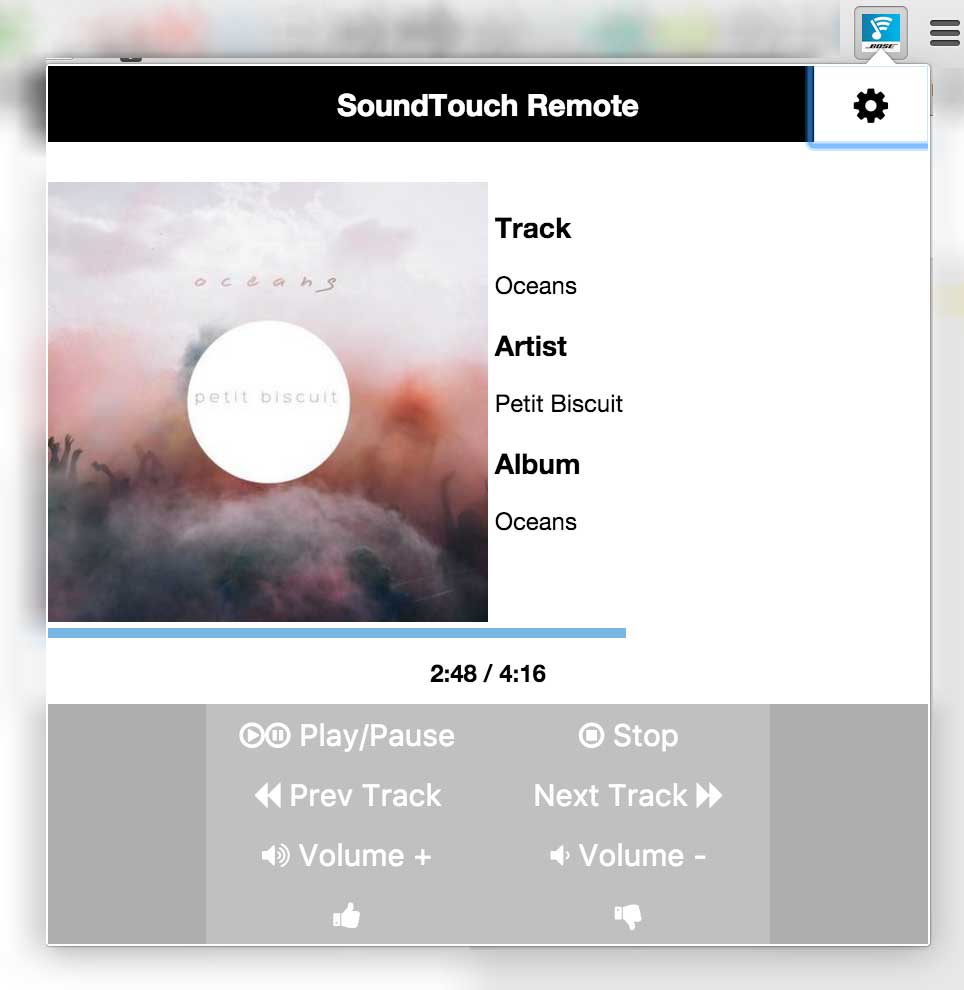 BOSE
SoundTouch Remote
oceans
petit biscuit
Track
Oceans
Artist
Petit Biscuit
Album
Oceans
2:48 / 4:16
Play/Pause
Stop
Prev Track
Next Track
Volume +
Volume -